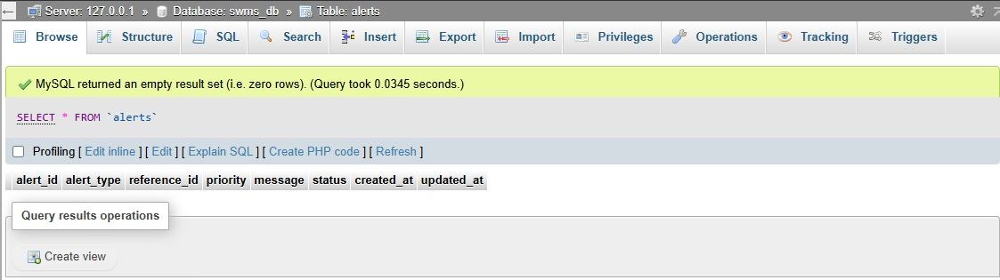 Server: 127.0.0.1 » Database: swms_db » Table: alerts
Browse Structure SQL Search Insert Export Import Privileges Operations Tracking Triggers
MySQL returned an empty result set (i.e. zero rows). (Query took 0.0345 seconds.)
SELECT * FROM `alerts`
Profiling [ Edit inline ] [ Edit ] [ Explain SQL ] [ Create PHP code ] [ Refresh ]
alert_id alert_type reference_id priority message status created_at updated_at
Query results operations
Create view